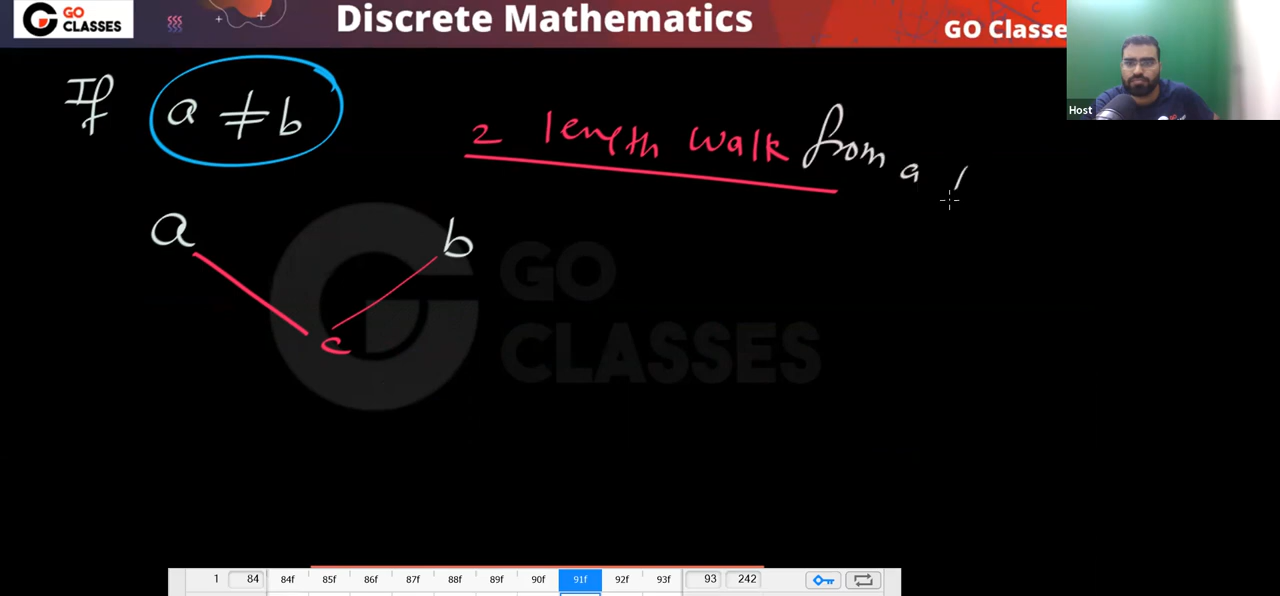 GO CLASSES
Discrete Mathematics
GO Classe
Host
If a ≠ b
2 length walk from a
a b
c
GO
CLASSES
1 84 84f 85f 86f 87f 88f 89f 90f 91f 92f 93f 93 242